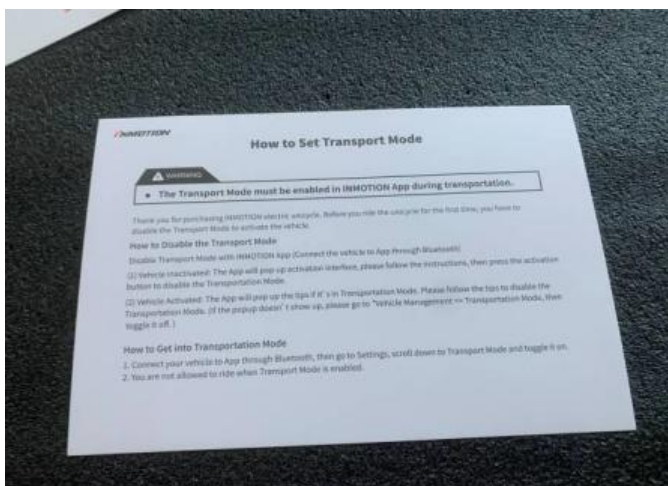 INMOTION
How to Set Transport Mode
WARNING
• The Transport Mode must be enabled in INMOTION App during transportation.
Thank you for purchasing INMOTION electric unicycle. Before you ride the unicycle for the first time, you have to
disable the Transport Mode to activate the vehicle.
How to Disable the Transport Mode
Disable Transport Mode with INMOTION App (Connect the vehicle to App through Bluetooth)
(1) Vehicle Inactivated: The App will pop up activation interface, please follow the instructions, then press the activation
button to disable the Transportation Mode.
(2) Vehicle Activated: The App will pop up the tips if it's in Transportation Mode. Please follow the tips to disable the
Transportation Mode. (If the popup doesn't show up, please go to "Vehicle Management >> Transportation Mode, then
toggle it off.)
How to Get into Transportation Mode
1. Connect your vehicle to App through Bluetooth, then go to Settings, scroll down to Transport Mode and toggle it on.
2. You are not allowed to ride when Transport Mode is enabled.